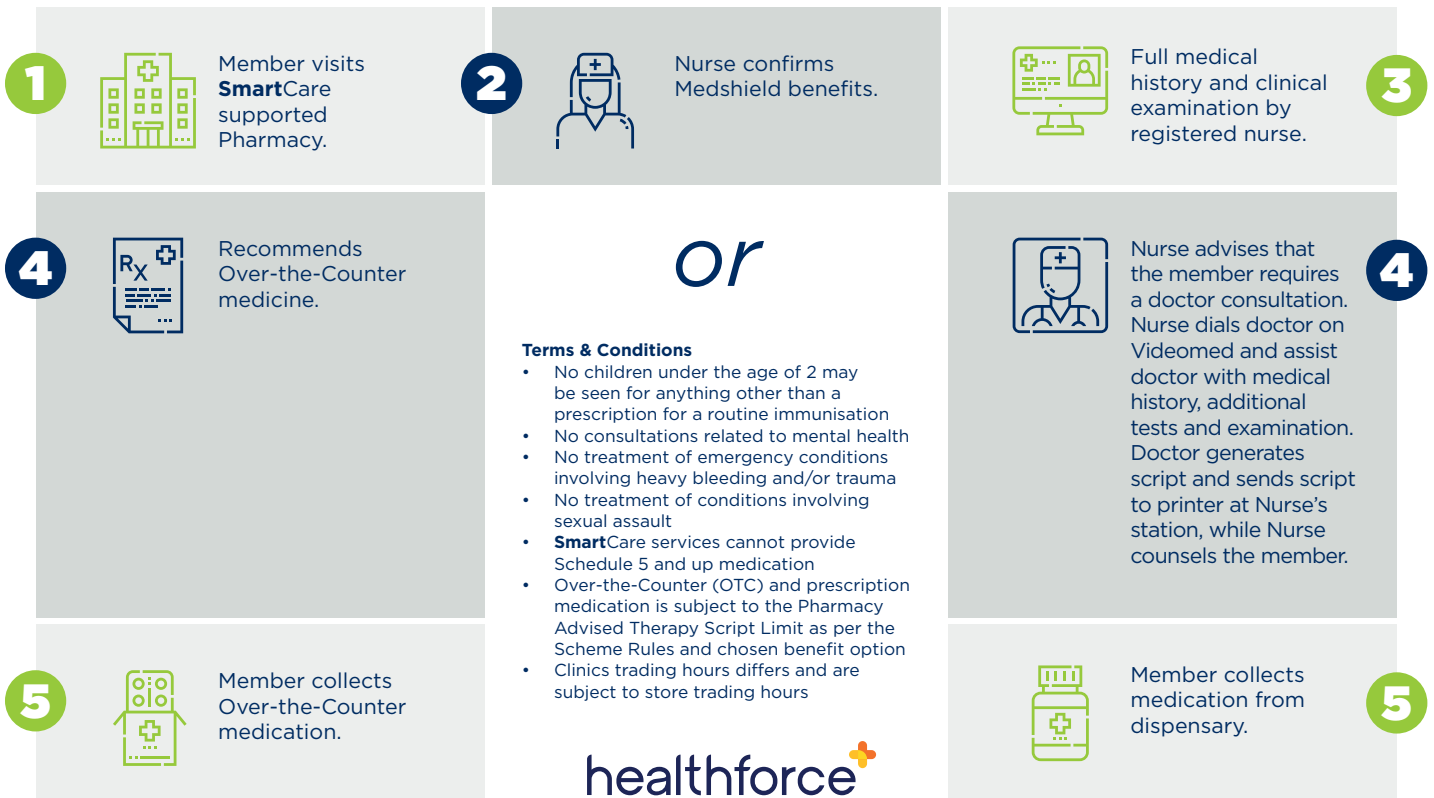 1
Member visits
SmartCare
supported
Pharmacy.
2
Nurse confirms
Medshield benefits.
3
Full medical
history and clinical
examination by
registered nurse.
4
RX
Recommends
Over-the-Counter
medicine.
or
4
Nurse advises that
the member requires
a doctor consultation.
Nurse dials doctor on
Videomed and assist
doctor with medical
history, additional
tests and examination.
Doctor generates
script and sends script
to printer at Nurse's
station, while Nurse
counsels the member.
Terms & Conditions
• No children under the age of 2 may
be seen for anything other than a
prescription for a routine immunisation
• No consultations related to mental health
• No treatment of emergency conditions
involving heavy bleeding and/or trauma
• No treatment of conditions involving
sexual assault
• SmartCare services cannot provide
Schedule 5 and up medication
• Over-the-Counter (OTC) and prescription
medication is subject to the Pharmacy
Advised Therapy Script Limit as per the
Scheme Rules and chosen benefit option
• Clinics trading hours differs and are
subject to store trading hours
5
Member collects
Over-the-Counter
medication.
5
Member collects
medication from
dispensary.
healthforce